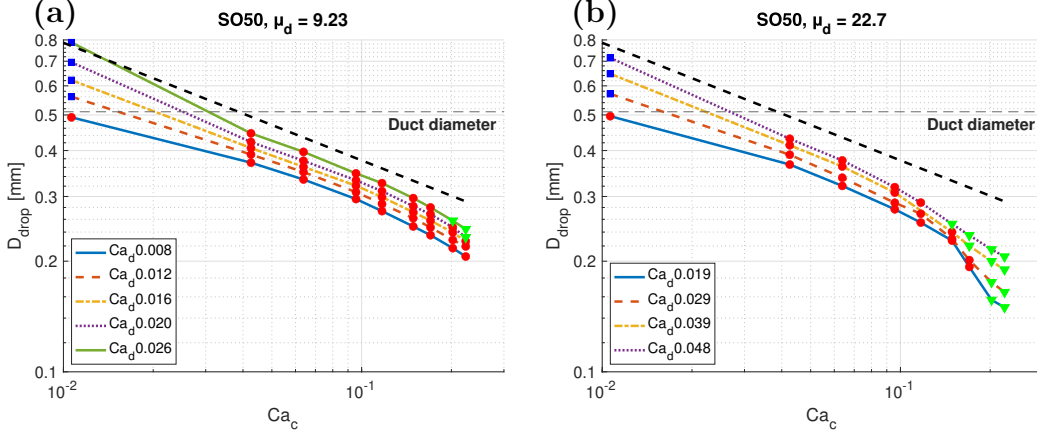 (a)
SO50, μd = 9.23
0.8
0.7
0.6
0.5
0.4
0.3
0.2
0.1
Ddrop [mm]
Duct diameter
Cad0.008
Cad0.012
Cad0.016
Cad0.020
Cad0.026
10-2
10-1
Cac
(b)
SO50, μd = 22.7
0.8
0.7
0.6
0.5
0.4
0.3
0.2
0.1
Ddrop [mm]
Duct diameter
Cad0.019
Cad0.029
Cad0.039
Cad0.048
10-2
10-1
Cac